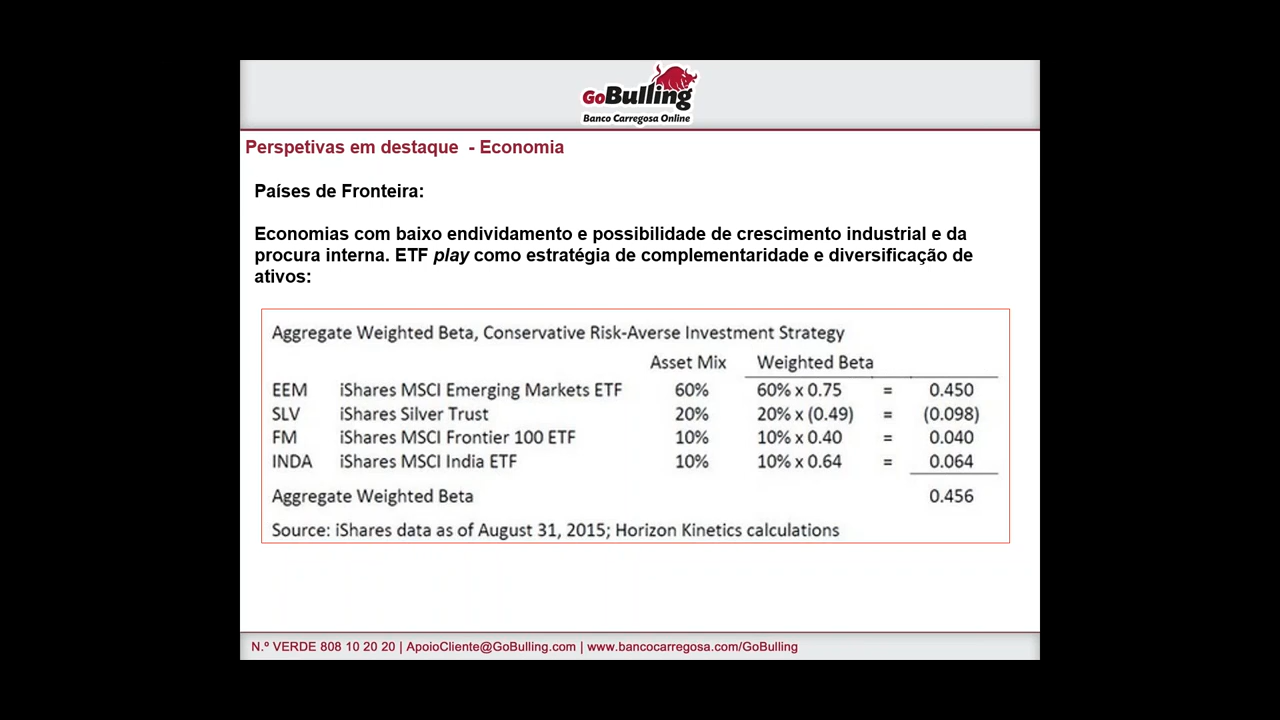 GoBulling
Banco Carregosa Online
Perspetivas em destaque - Economia
Países de Fronteira:
Economias com baixo endividamento e possibilidade de crescimento industrial e da
procura interna. ETF play como estratégia de complementaridade e diversificação de
ativos:
Aggregate Weighted Beta, Conservative Risk-Averse Investment Strategy
Asset Mix Weighted Beta
EEM iShares MSCI Emerging Markets ETF 60% 60% x 0.75 = 0.450
SLV iShares Silver Trust 20% 20% x (0.49) = (0.098)
FM iShares MSCI Frontier 100 ETF 10% 10% x 0.40 = 0.040
INDA iShares MSCI India ETF 10% 10% x 0.64 = 0.064
Aggregate Weighted Beta 0.456
Source: iShares data as of August 31, 2015; Horizon Kinetics calculations
N.º VERDE 808 10 20 20 | ApoioCliente@GoBulling.com | www.bancocarregosa.com/GoBulling